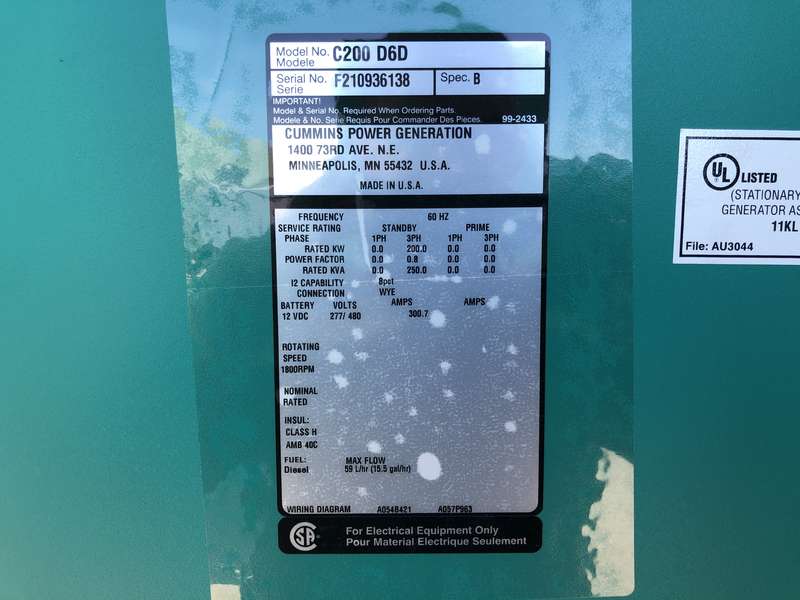 Model No. C200 D6D
Modele
Serial No. F210936138 Spec. B
Serie
IMPORTANT!
Model & Serial No. Required When Ordering Parts.
Modele & No. Serie Requis Pour Commander Des Pieces. 99-2433
CUMMINS POWER GENERATION
1400 73RD AVE. N.E.
MINNEAPOLIS, MN 55432 U.S.A.
MADE IN U.S.A.
FREQUENCY 60 HZ
SERVICE RATING STANDBY PRIME
PHASE 1PH 3PH 1PH 3PH
RATED KW 0.0 200.0 0.0 0.0
POWER FACTOR 0.0 0.8 0.0 0.0
RATED KVA 0.0 250.0 0.0 0.0
I2 CAPABILITY 8pct
CONNECTION WYE
BATTERY VOLTS AMPS AMPS
12 VDC 277/ 480 300.7
ROTATING
SPEED
1800RPM
NOMINAL
RATED
INSUL:
CLASS H
AMB 40C
FUEL: MAX FLOW
Diesel 59 L/hr (15.5 gal/hr)
WIRING DIAGRAM A054B421 A057P963
SA
For Electrical Equipment Only
Pour Material Electrique Seulement
UL LISTED
(STATIONARY
GENERATOR AS
11KL
File: AU3044